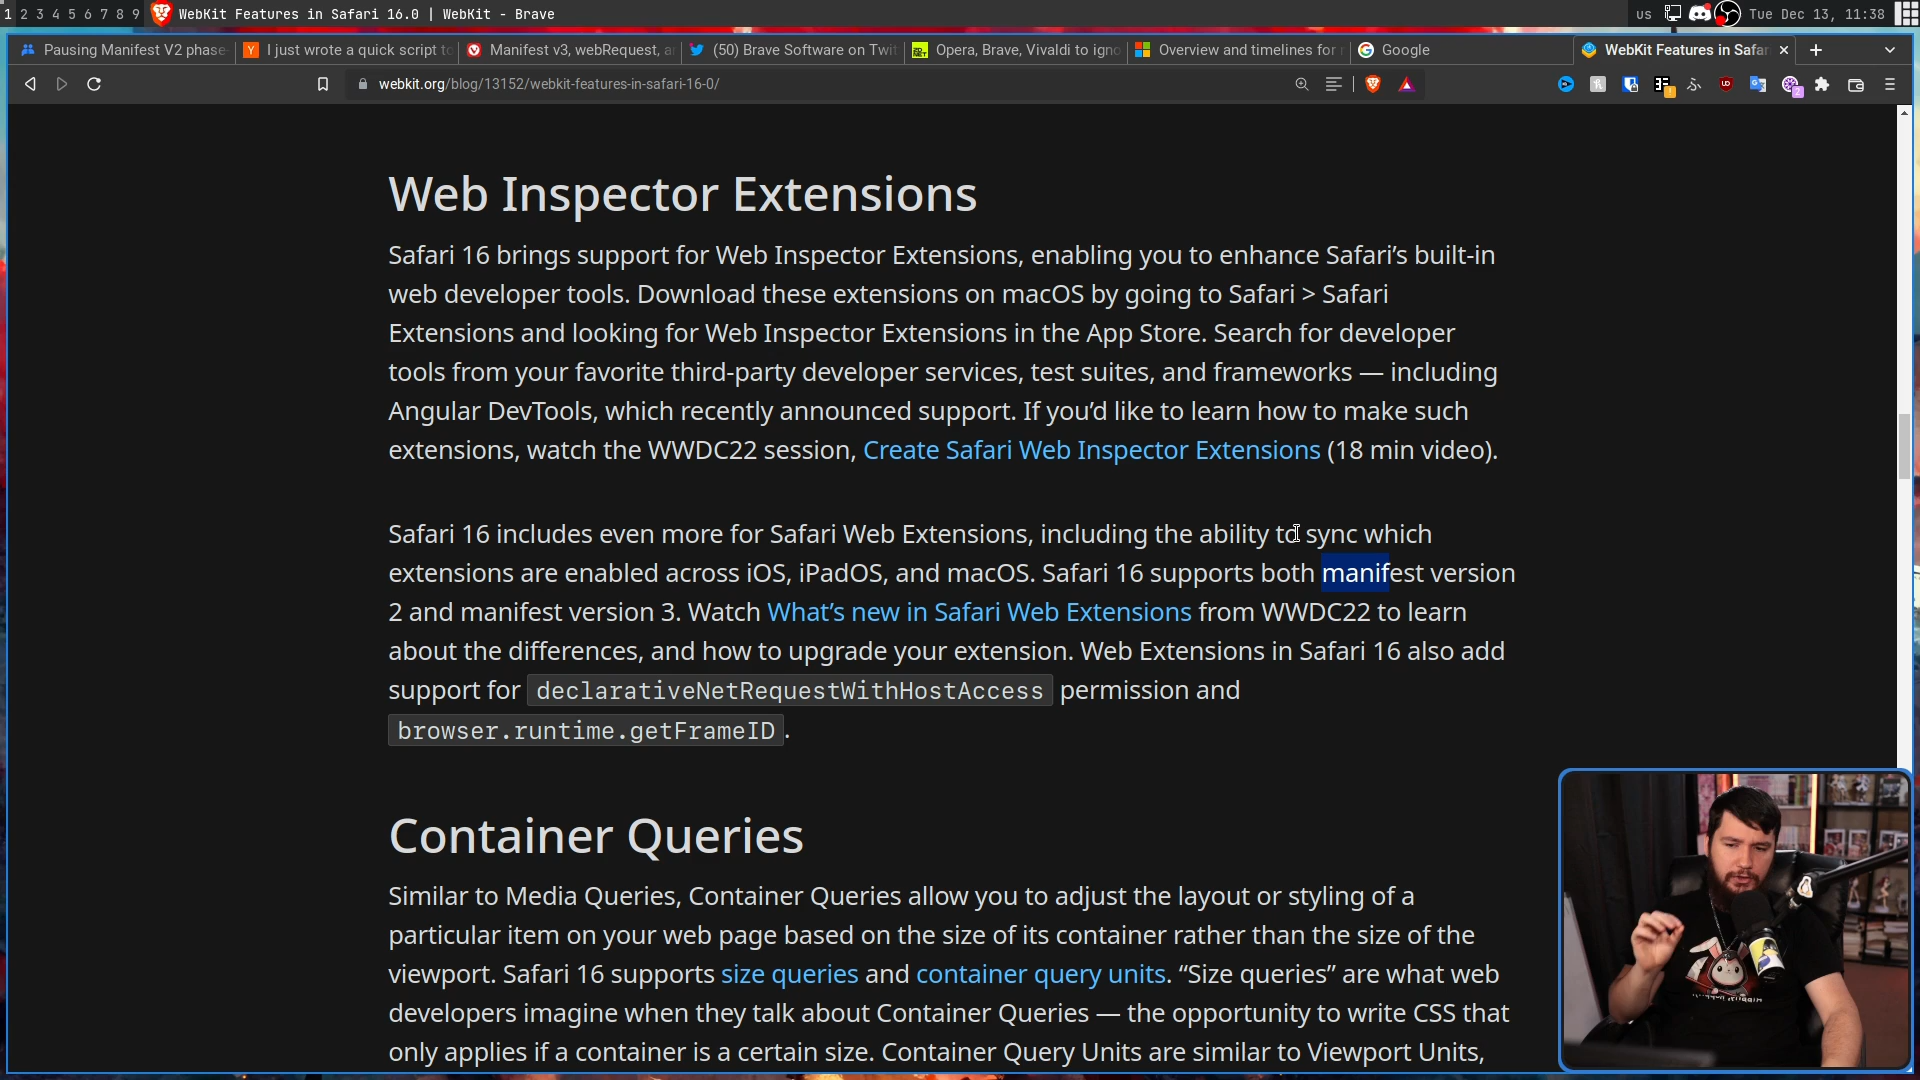 1 2 3 4 5 6 7 8 9 WebKit Features in Safari 16.0 | WebKit - Brave us Tue Dec 13, 11:38
Pausing Manifest V2 phase I just wrote a quick script to Manifest v3, webRequest, a (50) Brave Software on Twit Opera, Brave, Vivaldi to igno Overview and timelines for Google WebKit Features in Safar
webkit.org/blog/13152/webkit-features-in-safari-16-0/
Web Inspector Extensions
Safari 16 brings support for Web Inspector Extensions, enabling you to enhance Safari’s built-in
web developer tools. Download these extensions on macOS by going to Safari > Safari
Extensions and looking for Web Inspector Extensions in the App Store. Search for developer
tools from your favorite third-party developer services, test suites, and frameworks — including
Angular DevTools, which recently announced support. If you’d like to learn how to make such
extensions, watch the WWDC22 session, Create Safari Web Inspector Extensions (18 min video).
Safari 16 includes even more for Safari Web Extensions, including the ability to sync which
extensions are enabled across iOS, iPadOS, and macOS. Safari 16 supports both manifest version
2 and manifest version 3. Watch What’s new in Safari Web Extensions from WWDC22 to learn
about the differences, and how to upgrade your extension. Web Extensions in Safari 16 also add
support for declarativeNetRequestWithHostAccess permission and
browser.runtime.getFrameID.
Container Queries
Similar to Media Queries, Container Queries allow you to adjust the layout or styling of a
particular item on your web page based on the size of its container rather than the size of the
viewport. Safari 16 supports size queries and container query units. “Size queries” are what web
developers imagine when they talk about Container Queries — the opportunity to write CSS that
only applies if a container is a certain size. Container Query Units are similar to Viewport Units,